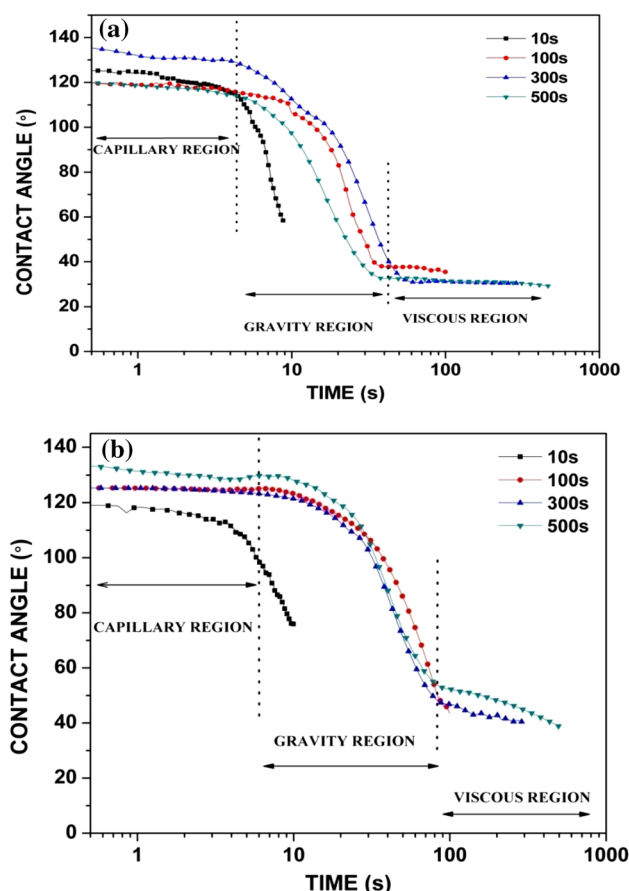 (a)
140
120
100
80
60
40
20
0
CONTACT ANGLE (°)
10s
100s
300s
500s
CAPILLARY REGION
GRAVITY REGION
VISCOUS REGION
1
10
100
1000
TIME (s)
(b)
140
120
100
80
60
40
20
0
CONTACT ANGLE (°)
10s
100s
300s
500s
CAPILLARY REGION
GRAVITY REGION
VISCOUS REGION
1
10
100
1000
TIME (s)